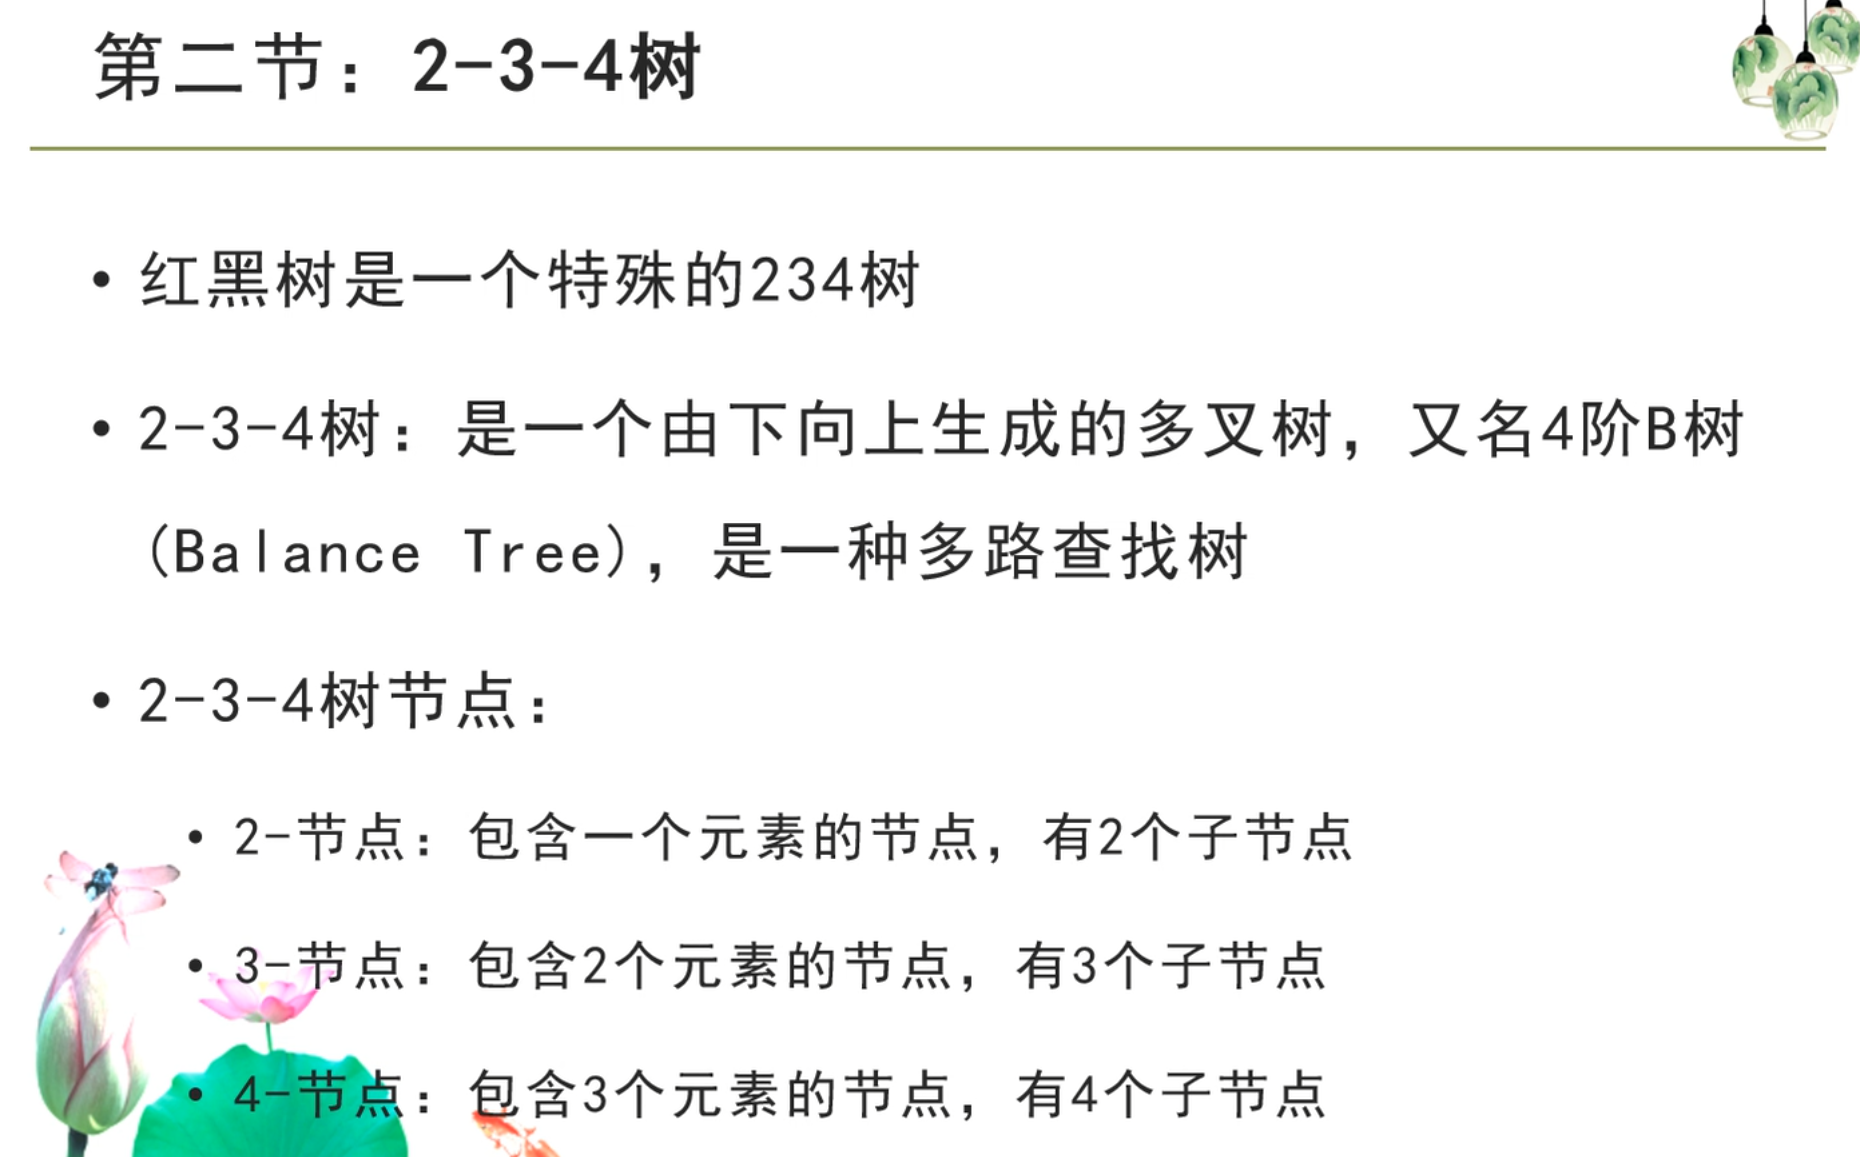 第二节：2-3-4树
• 红黑树是一个特殊的234树
• 2-3-4树：是一个由下向上生成的多叉树，又名4阶B树
(Balance Tree)，是一种多路查找树
• 2-3-4树节点：
• 2-节点：包含一个元素的节点，有2个子节点
• 3-节点：包含2个元素的节点，有3个子节点
• 4-节点：包含3个元素的节点，有4个子节点